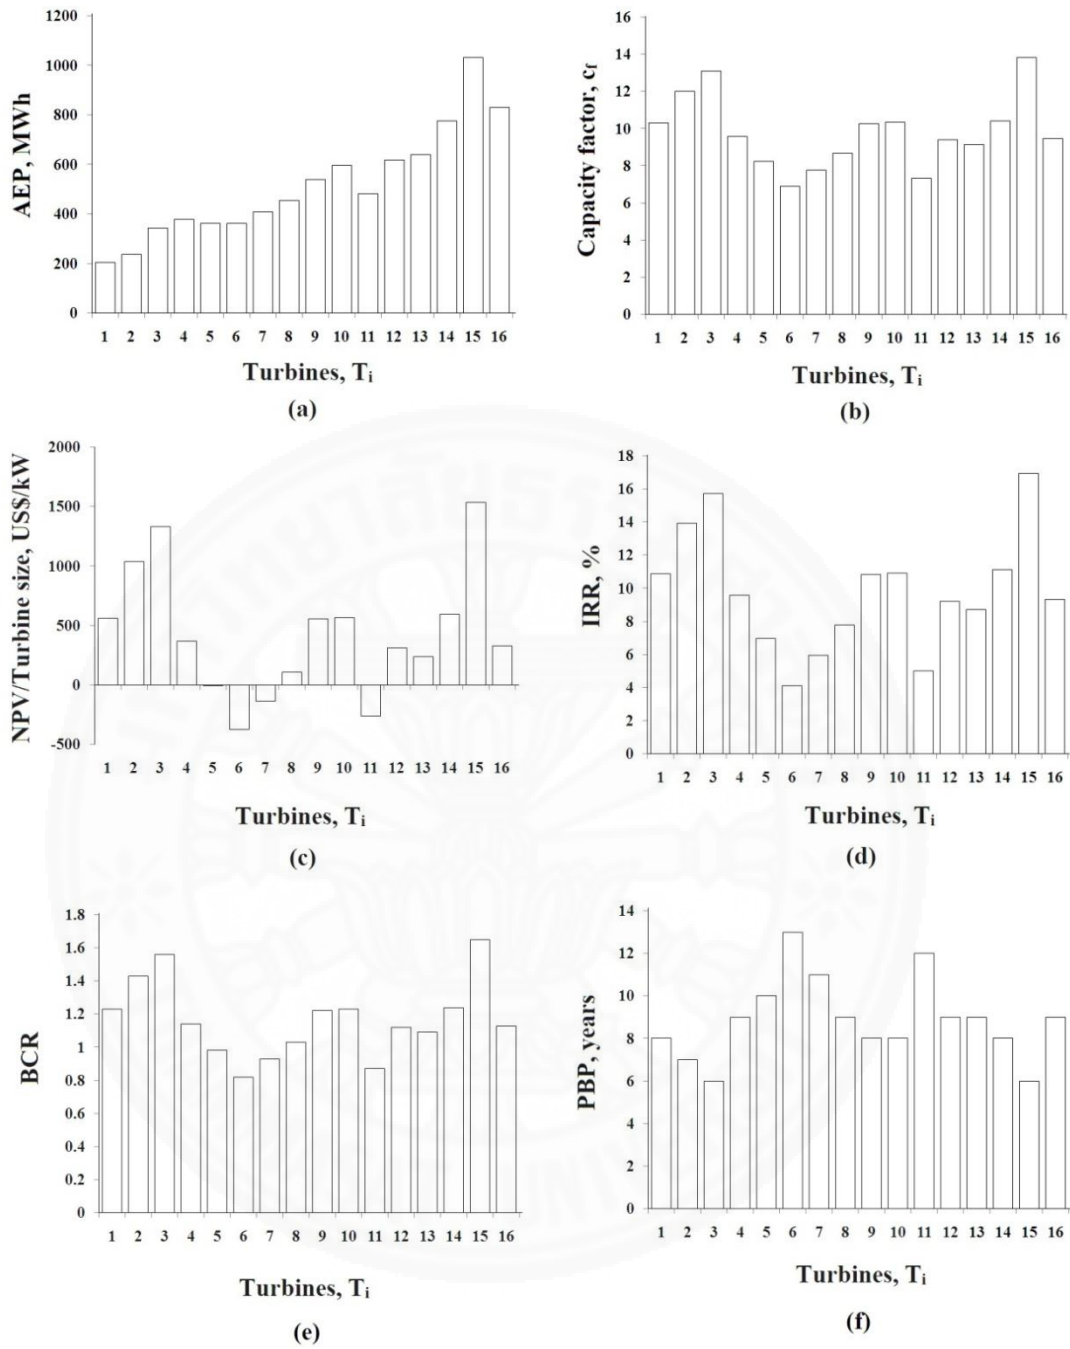 1200
1000
800
600
400
200
0
AEP, MWh
1 2 3 4 5 6 7 8 9 10 11 12 13 14 15 16
Turbines, Ti
(a)
16
14
12
10
8
6
4
2
0
Capacity factor, cf
1 2 3 4 5 6 7 8 9 10 11 12 13 14 15 16
Turbines, Ti
(b)
2000
1500
1000
500
0
-500
NPV/Turbine size, US$/kW
1 2 3 4 5 6 7 8 9 10 11 12 13 14 15 16
Turbines, Ti
(c)
18
16
14
12
10
8
6
4
2
0
IRR, %
1 2 3 4 5 6 7 8 9 10 11 12 13 14 15 16
Turbines, Ti
(d)
1.8
1.6
1.4
1.2
1
0.8
0.6
0.4
0.2
0
BCR
1 2 3 4 5 6 7 8 9 10 11 12 13 14 15 16
Turbines, Ti
(e)
14
12
10
8
6
4
2
0
PBP, years
1 2 3 4 5 6 7 8 9 10 11 12 13 14 15 16
Turbines, Ti
(f)